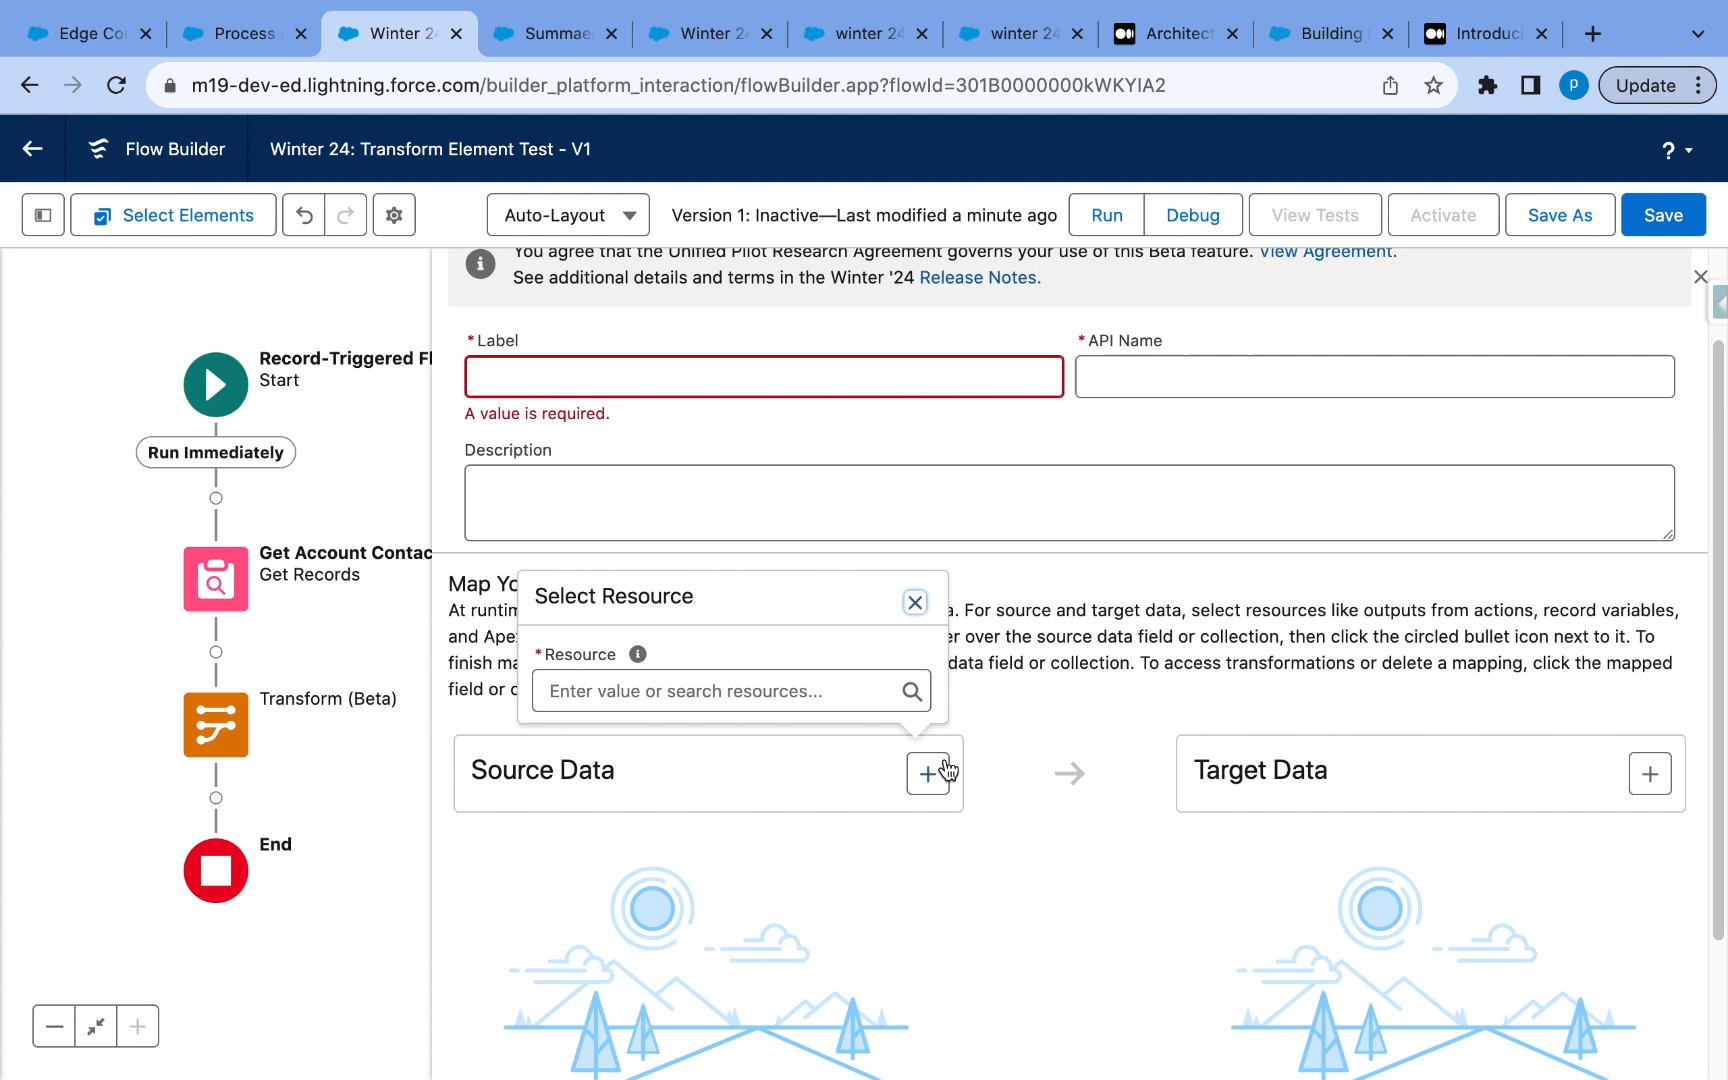 Edge Co
Process
Winter 2
Summae
Winter 2
winter 24
winter 24
Architect
Building
Introduc
m19-dev-ed.lightning.force.com/builder_platform_interaction/flowBuilder.app?flowId=301B0000000kWKYIA2
P
Update
Flow Builder
Winter 24: Transform Element Test - V1
?
Select Elements
Auto-Layout
Version 1: Inactive—Last modified a minute ago
Run
Debug
View Tests
Activate
Save As
Save
You agree that the Unified Pilot Research Agreement governs your use of this Beta feature. View Agreement.
See additional details and terms in the Winter '24 Release Notes.
* Label
* API Name
A value is required.
Description
Record-Triggered Fl
Start
Run Immediately
Get Account Contac
Get Records
Transform (Beta)
End
Map Yo
At runtim
a. For source and target data, select resources like outputs from actions, record variables,
and Ape
er over the source data field or collection, then click the circled bullet icon next to it. To
finish ma
data field or collection. To access transformations or delete a mapping, click the mapped
field or c
Select Resource
* Resource
Enter value or search resources...
Source Data
Target Data